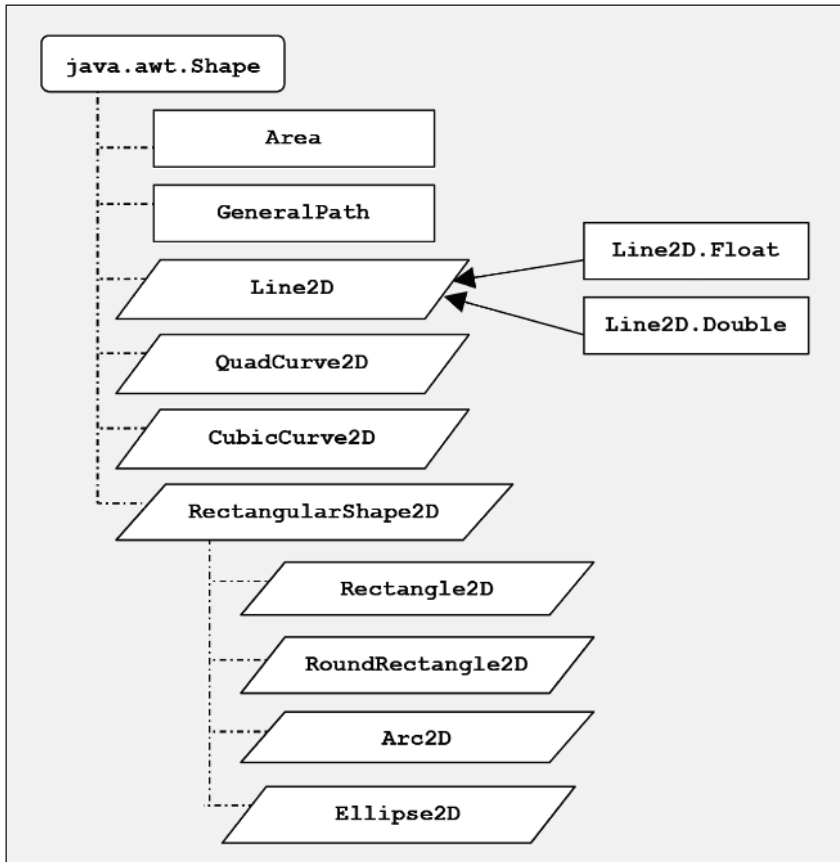 java.awt.Shape
Area
GeneralPath
Line2D
Line2D.Float
Line2D.Double
QuadCurve2D
CubicCurve2D
RectangularShape2D
Rectangle2D
RoundRectangle2D
Arc2D
Ellipse2D